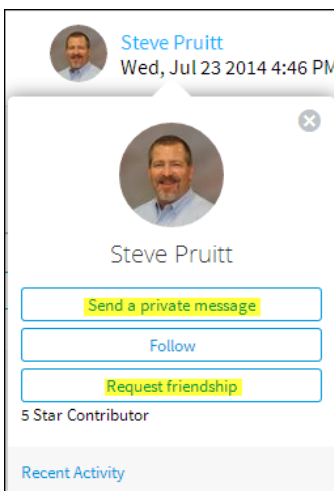 Steve Pruitt
Wed, Jul 23 2014 4:46 PM
Steve Pruitt
Send a private message
Follow
Request friendship
5 Star Contributor
Recent Activity